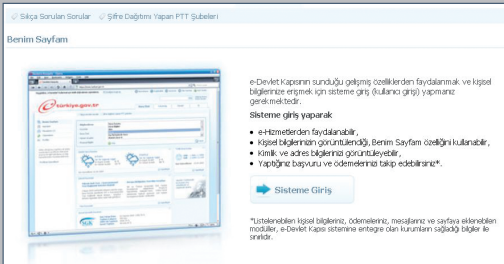 Sıkça Sorulan Sorular Şifre Dağıtımı Yapan PTT Şubeleri
Benim Sayfam
türkiye.gov.tr
e-Devlet Kapısının sunduğu gelişmiş özelliklerden faydalanmak ve kişisel
bilgilerinize erişmek için sisteme giriş (kullanıcı girişi) yapmanız
gerekmektedir.
Sisteme giriş yaparak
• e-Hizmetlerden faydalanabilir,
• Kişisel bilgilerinizin görüntülendiği, Benim Sayfam özelliğini kullanabilir,
• Kimlik ve adres bilgilerinizi görüntüleyebilir,
• Yaptığınız başvuru ve ödemelerinizi takip edebilirsiniz*.
Sisteme Giriş
*Listelenebilen kişisel bilgileriniz, ödemeleriniz, mesajlarınız ve sayfaya eklenebilen
modüller, e-Devlet Kapısı sistemine entegre olan kurumların sağladığı bilgiler ile
sınırlıdır.